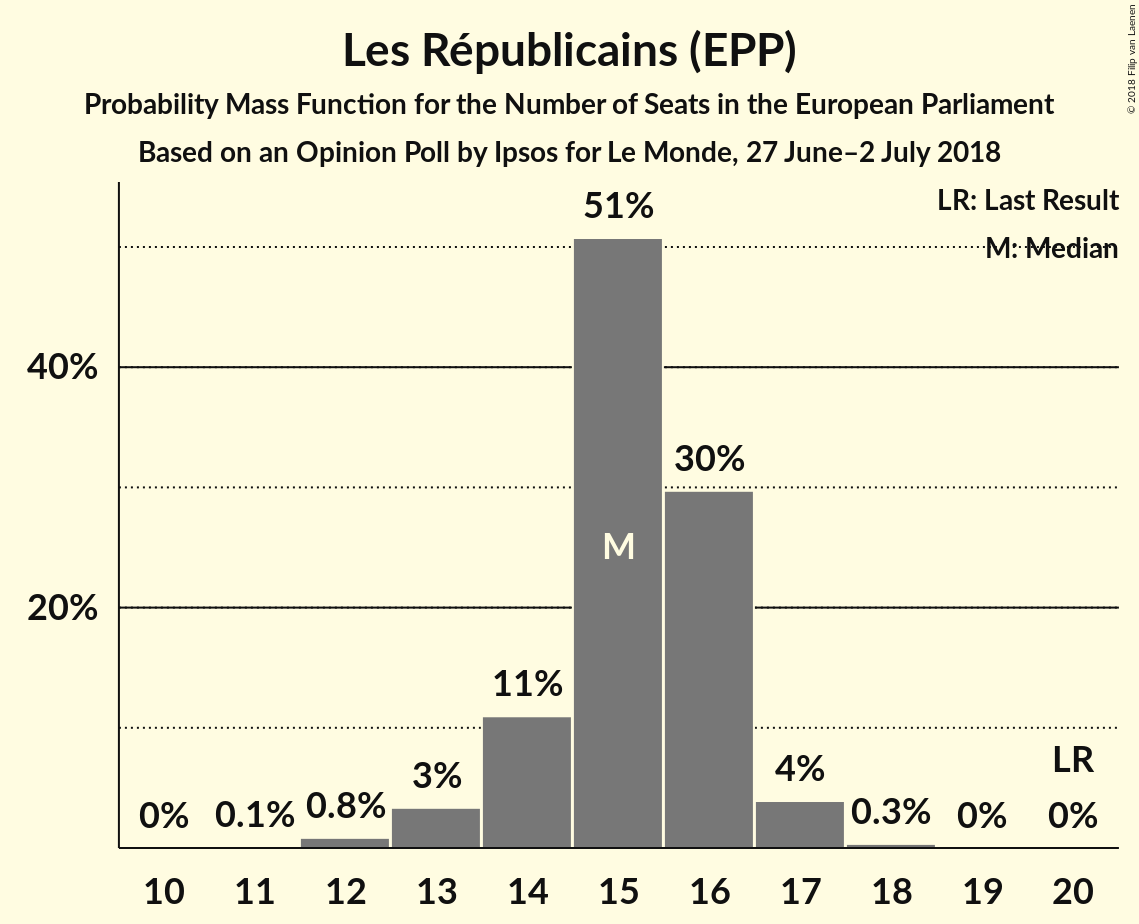 Les Républicains (EPP)
Probability Mass Function for the Number of Seats in the European Parliament
Based on an Opinion Poll by Ipsos for Le Monde, 27 June–2 July 2018
© 2018 Filip van Laenen
LR: Last Result
M: Median
51%
40%
30%
M
20%
11%
3%
4%
LR
0%
0.1%
0.8%
0.3%
0%
0%
10 11 12 13 14 15 16 17 18 19 20